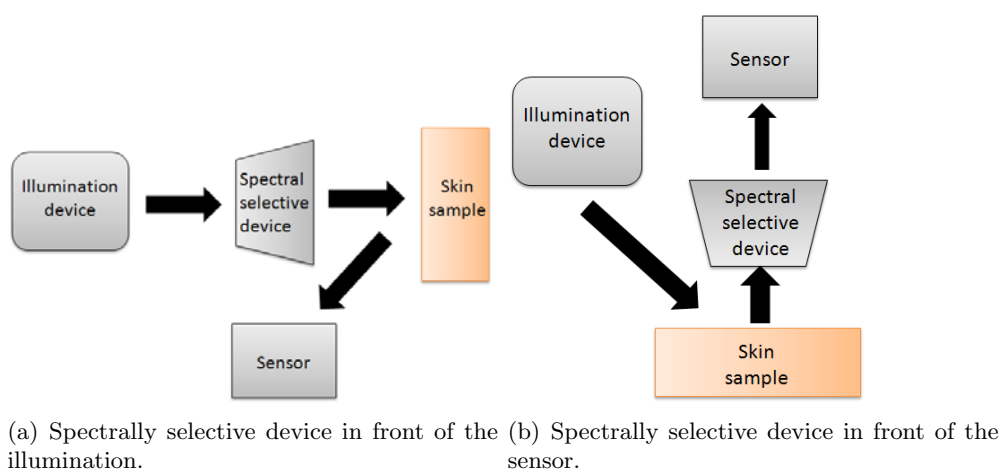 Illumination
device
Spectral
selective
device
Skin
sample
Sensor
Illumination
device
Sensor
Spectral
selective
device
Skin
sample
(a) Spectrally selective device in front of the
illumination.
(b) Spectrally selective device in front of the
sensor.